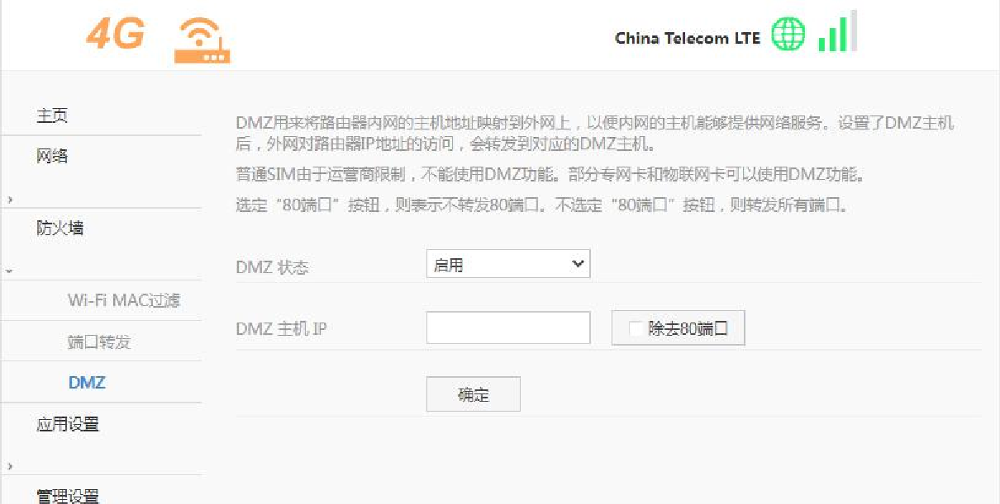 4G
China Telecom LTE
主页
网络
防火墙
Wi-Fi MAC过滤
端口转发
DMZ
应用设置
管理设置
DMZ用来将路由器内网的主机地址映射到外网上，以便内网的主机能够提供网络服务。设置了DMZ主机
后，外网对路由器IP地址的访问，会转发到对应的DMZ主机。
普通SIM由于运营商限制，不能使用DMZ功能。部分专网卡和物联网卡可以使用DMZ功能。
选定“80端口”按钮，则表示不转发80端口。不选定“80端口”按钮，则转发所有端口。
DMZ 状态
启用
DMZ 主机 IP
除去80端口
确定